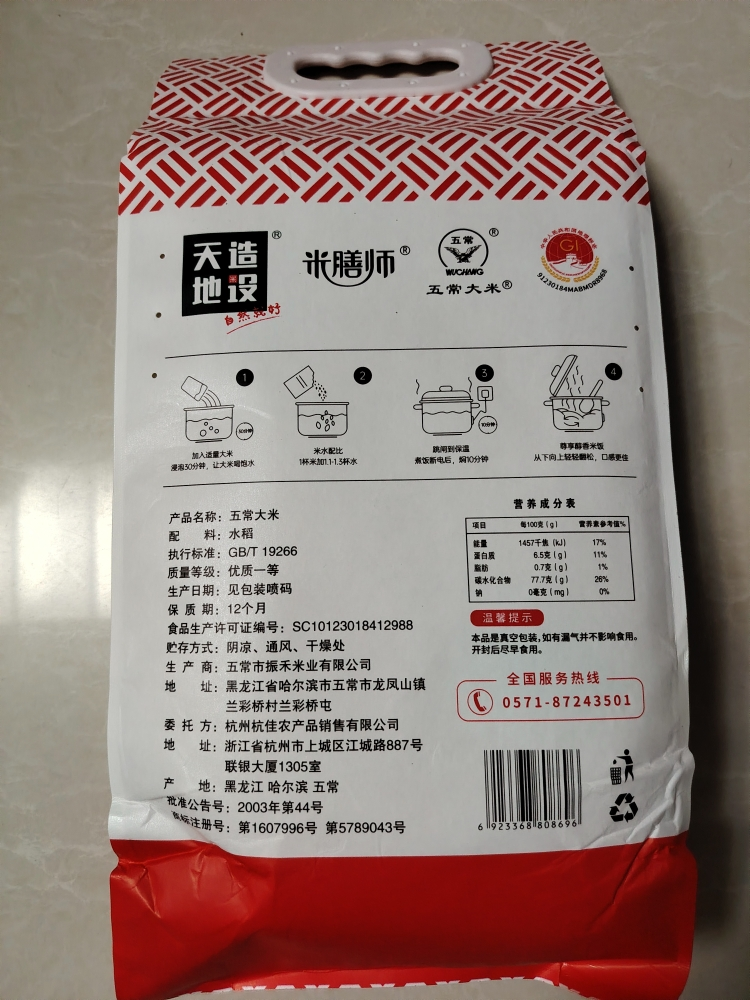 天造
地设
®
自然就好
米膳师®
五常
®
WUCHANG
五常大米®
GI
91230184MABMDR8968
1
30分钟
加入适量大米
浸泡30分钟，让大米喝饱水
2
米水配比
1杯米加1.1-1.3杯水
3
10分钟
跳闸到保温
煮饭断电后，焖10分钟
4
尊享醇香米饭
从下向上轻轻翻松，口感更佳
产品名称：五常大米
配 料：水稻
执行标准：GB/T 19266
质量等级：优质一等
生产日期：见包装喷码
保 质 期：12个月
食品生产许可证编号：SC10123018412988
贮存方式：阴凉、通风、干燥处
生 产 商：五常市振禾米业有限公司
地 址：黑龙江省哈尔滨市五常市龙凤山镇
兰彩桥村兰彩桥屯
委 托 方：杭州杭佳农产品销售有限公司
地 址：浙江省杭州市上城区江城路887号
联银大厦1305室
产 地：黑龙江 哈尔滨 五常
批准公告号：2003年第44号
商标注册号：第1607996号 第5789043号
营养成分表
项目 每100克（g） 营养素参考值%
能量 1457千焦（kJ） 17%
蛋白质 6.5克（g） 11%
脂肪 0.7克（g） 1%
碳水化合物 77.7克（g） 26%
钠 0毫克（mg） 0%
温馨提示
本品是真空包装，如有漏气并不影响食用。
开封后尽早食用。
全国服务热线
0571-87243501
6 923368 808696